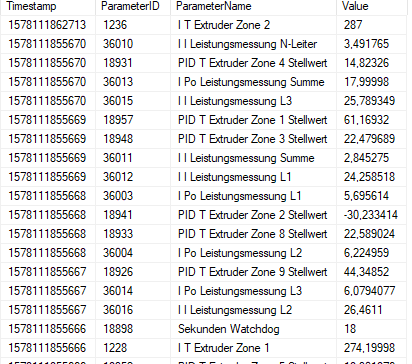 Timestamp ParameterID ParameterName Value
1578111862713 1236 I T Extruder Zone 2 287
1578111855670 36010 I I Leistungsmessung N-Leiter 3,491765
1578111855670 18931 PID T Extruder Zone 4 Stellwert 14,82326
1578111855670 36013 I Po Leistungsmessung Summe 17,99998
1578111855670 36015 I I Leistungsmessung L3 25,789349
1578111855669 18957 PID T Extruder Zone 1 Stellwert 61,16932
1578111855669 18948 PID T Extruder Zone 3 Stellwert 22,479689
1578111855669 36011 I I Leistungsmessung Summe 2,845275
1578111855669 36012 I I Leistungsmessung L1 24,258518
1578111855668 36003 I Po Leistungsmessung L1 5,695614
1578111855668 18941 PID T Extruder Zone 2 Stellwert -30,233414
1578111855668 18933 PID T Extruder Zone 8 Stellwert 22,589024
1578111855668 36004 I Po Leistungsmessung L2 6,224959
1578111855667 18926 PID T Extruder Zone 9 Stellwert 44,34852
1578111855667 36014 I Po Leistungsmessung L3 6,0794077
1578111855667 36016 I I Leistungsmessung L2 26,4611
1578111855666 18898 Sekunden Watchdog 18
1578111855666 1228 I T Extruder Zone 1 274,19998